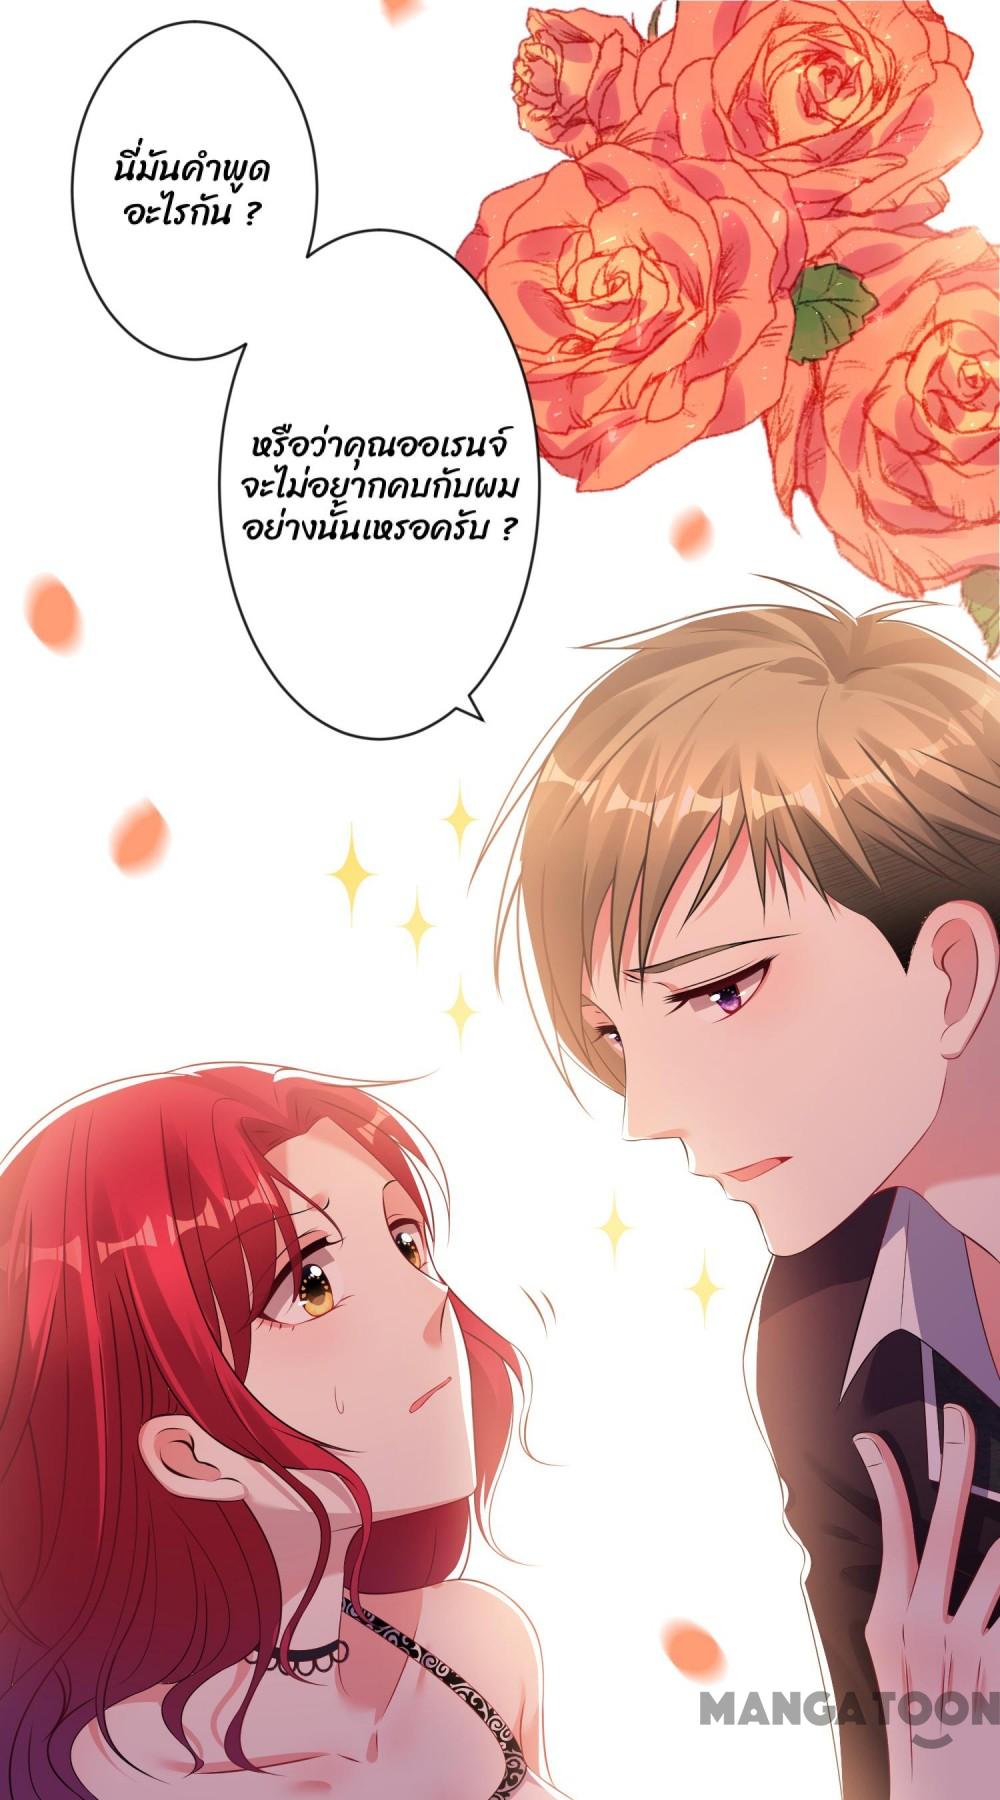 นี่มันคำพูด
อะไรกัน ?
หรือว่าคุณออเรนจ์
จะไม่อยากคบกับผม
อย่างนั้นเหรอครับ ?
MANGATOON